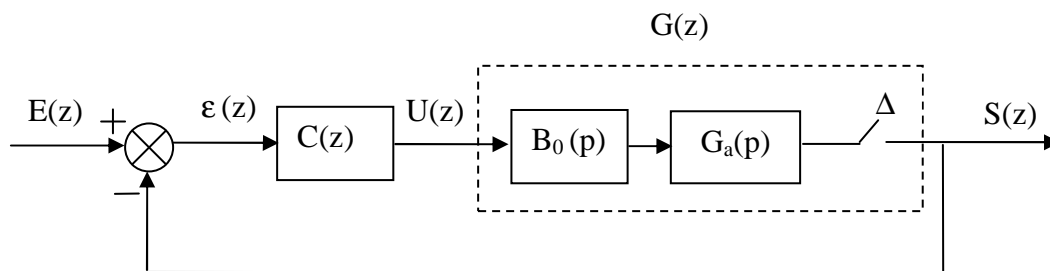 G(z)
E(z)
+
ε (z)
C(z)
U(z)
B₀ (p)
Gₐ(p)
Δ
S(z)
−